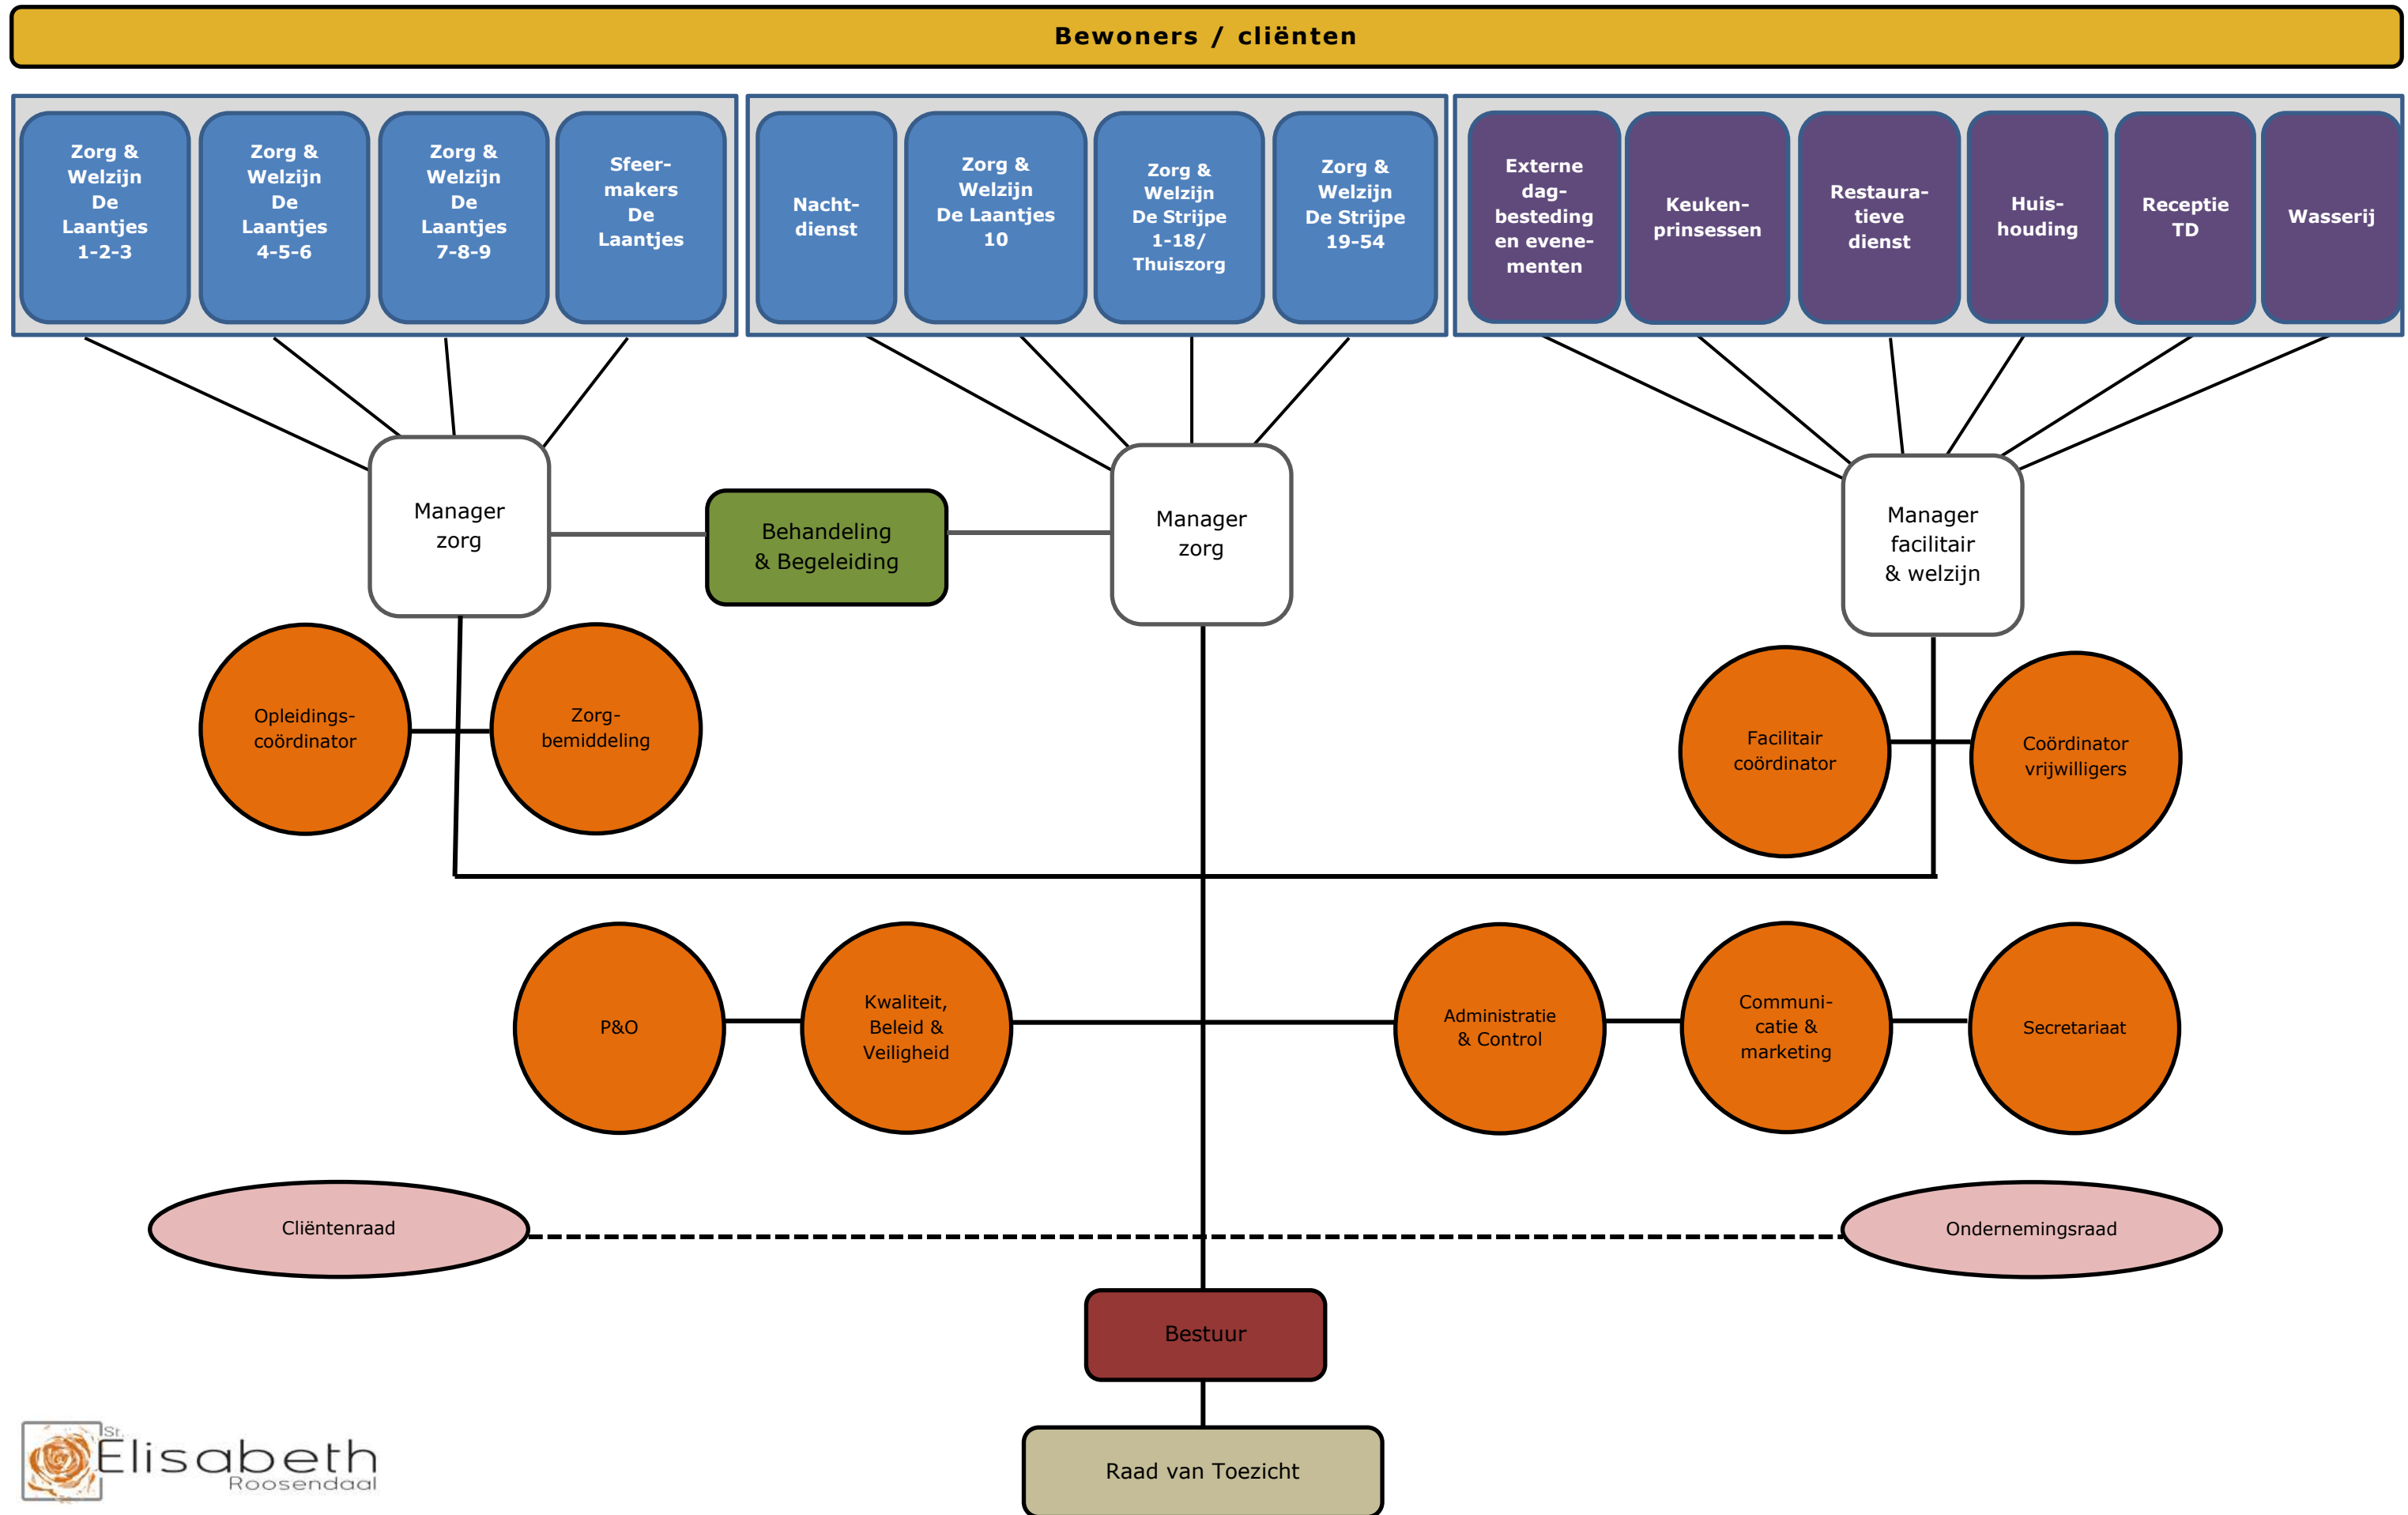 Bewoners / cliënten
Zorg &
Welzijn
De
Laantjes
1-2-3
Zorg &
Welzijn
De
Laantjes
4-5-6
Zorg &
Welzijn
De
Laantjes
7-8-9
Sfeer-
makers
De
Laantjes
Nacht-
dienst
Zorg &
Welzijn
De Laantjes
10
Zorg &
Welzijn
De Strijpe
1-18/
Thuiszorg
Zorg &
Welzijn
De Strijpe
19-54
Externe
dag-
besteding
en evene-
menten
Keuken-
prinsessen
Restaura-
tieve
dienst
Huis-
houding
Receptie
TD
Wasserij
Manager
zorg
Behandeling
& Begeleiding
Manager
zorg
Manager
facilitair
& welzijn
Opleidings-
coördinator
Zorg-
bemiddeling
Facilitair
coördinator
Coördinator
vrijwilligers
P&O
Kwaliteit,
Beleid &
Veiligheid
Administratie
& Control
Communi-
catie &
marketing
Secretariaat
Cliëntenraad
Ondernemingsraad
Bestuur
Raad van Toezicht
St.
Elisabeth
Roosendaal